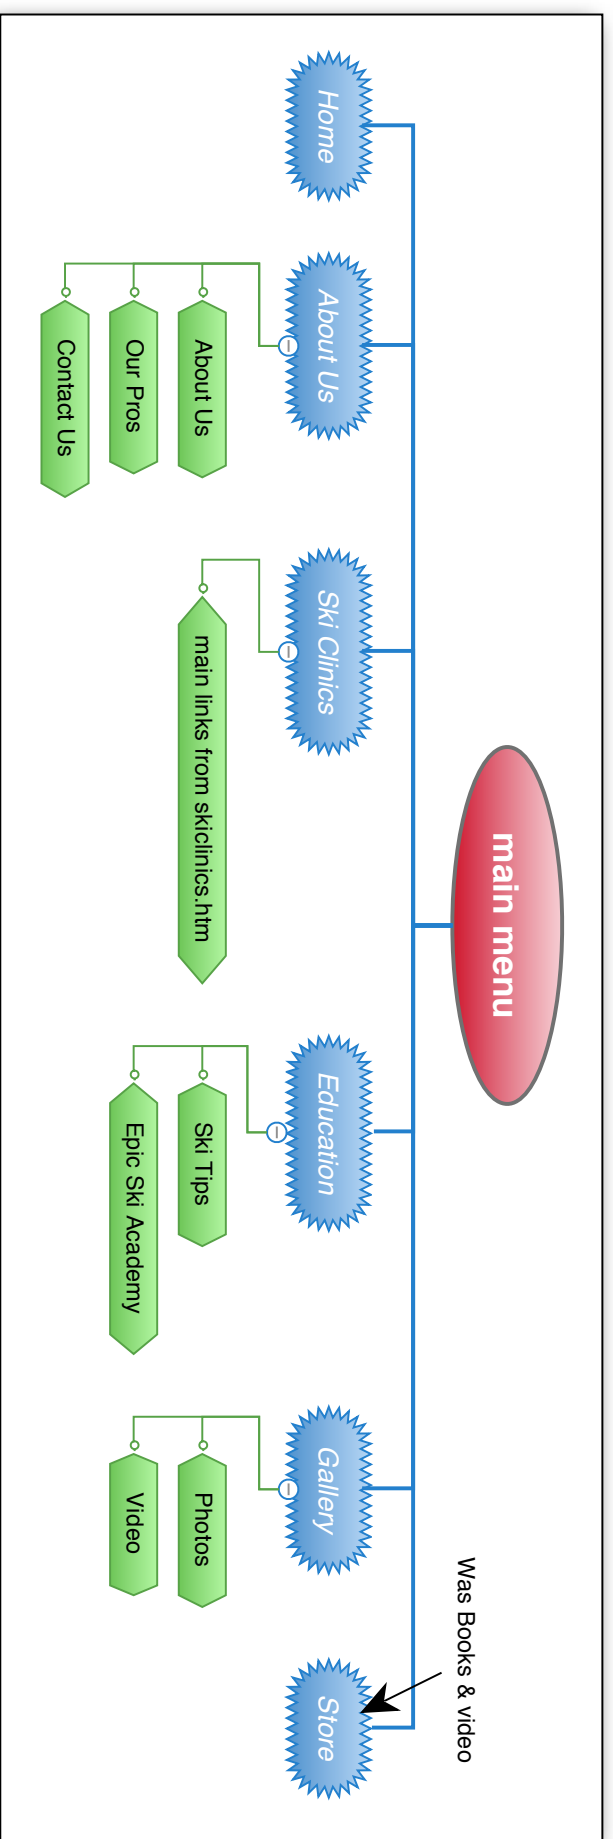 main menu
Was Books & video
Home
About Us
Ski Clinics
Education
Gallery
Store
About Us
Our Pros
Contact Us
main links from skiclinics.htm
Ski Tips
Epic Ski Academy
Photos
Video